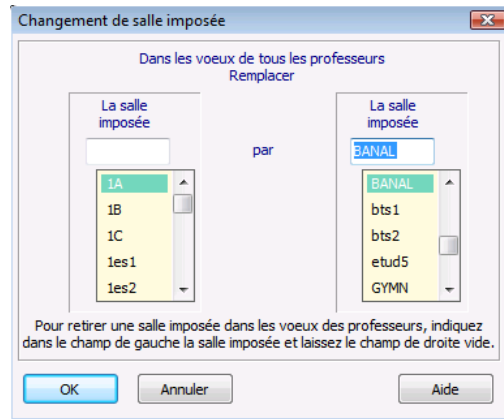 Changement de salle imposée
Dans les voeux de tous les professeurs
Remplacer
La salle
imposée
par
La salle
imposée
BANAL
1A
1B
1C
1es1
1es2
BANAL
bts1
bts2
etud5
GYMN
Pour retirer une salle imposée dans les voeux des professeurs, indiquez
dans le champ de gauche la salle imposée et laissez le champ de droite vide.
OK
Annuler
Aide